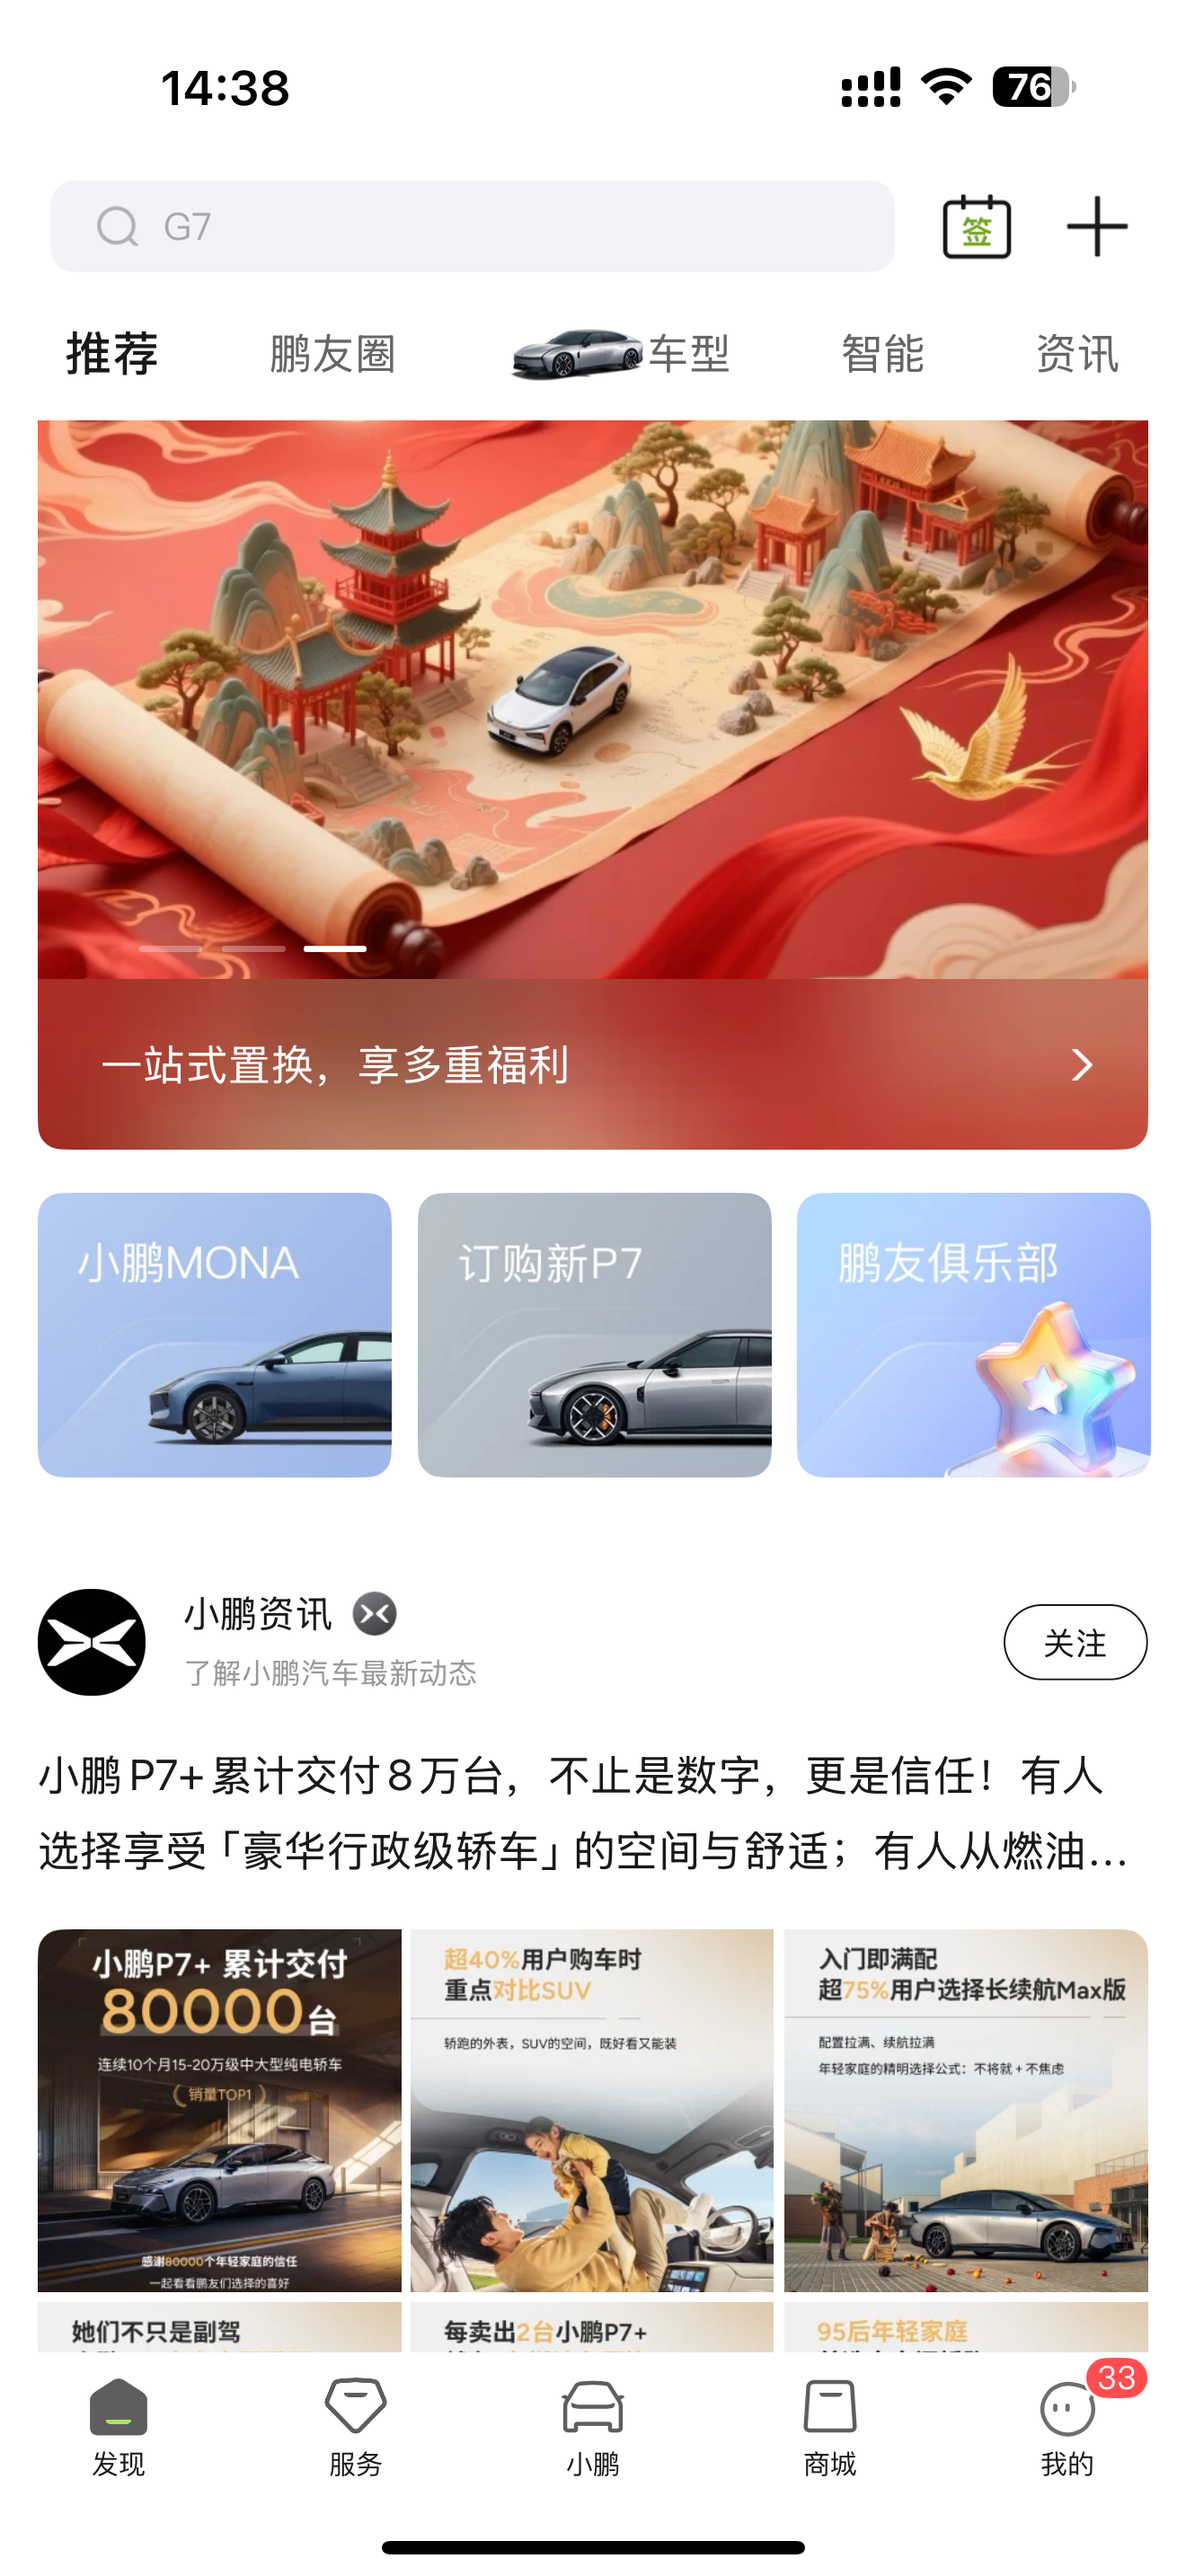 14:38
76
G7
签
推荐
鹏友圈
车型
智能
资讯
一站式置换，享多重福利
小鹏MONA
订购新P7
鹏友俱乐部
小鹏资讯
了解小鹏汽车最新动态
关注
小鹏P7+累计交付8万台，不止是数字，更是信任！有人
选择享受「豪华行政级轿车」的空间与舒适；有人从燃油...
小鹏P7+ 累计交付
80000台
连续10个月15-20万级中大型纯电轿车
销量TOP1
感谢80000个年轻家庭的信任
一起看看鹏友们选择的喜好
超40%用户购车时
重点对比SUV
轿跑的外表，SUV的空间，既好看又能装
入门即满配
超75%用户选择长续航Max版
配置拉满、续航拉满
年轻家庭的精明选择公式：不将就+不焦虑
她们不只是副驾
每卖出2台小鹏P7+
95后年轻家庭
发现
服务
小鹏
商城
33
我的